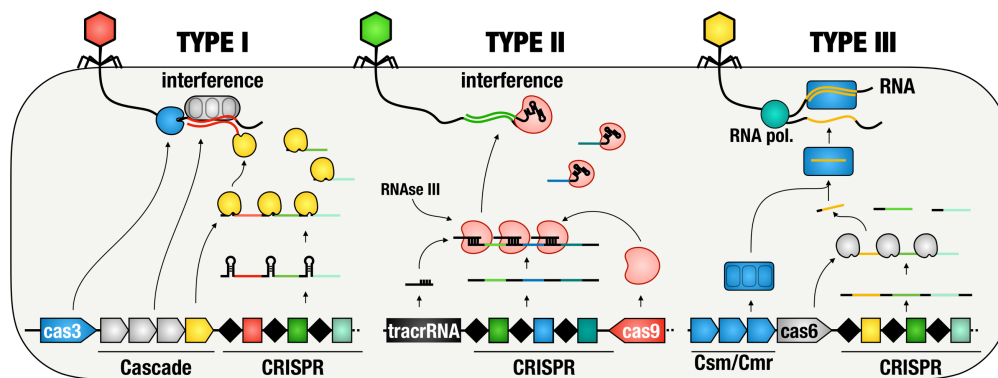 TYPE I
TYPE II
TYPE III
interference
interference
RNA
RNA pol.
RNAse III
cas3
tracrRNA
cas9
cas6
Cascade
CRISPR
CRISPR
Csm/Cmr
CRISPR